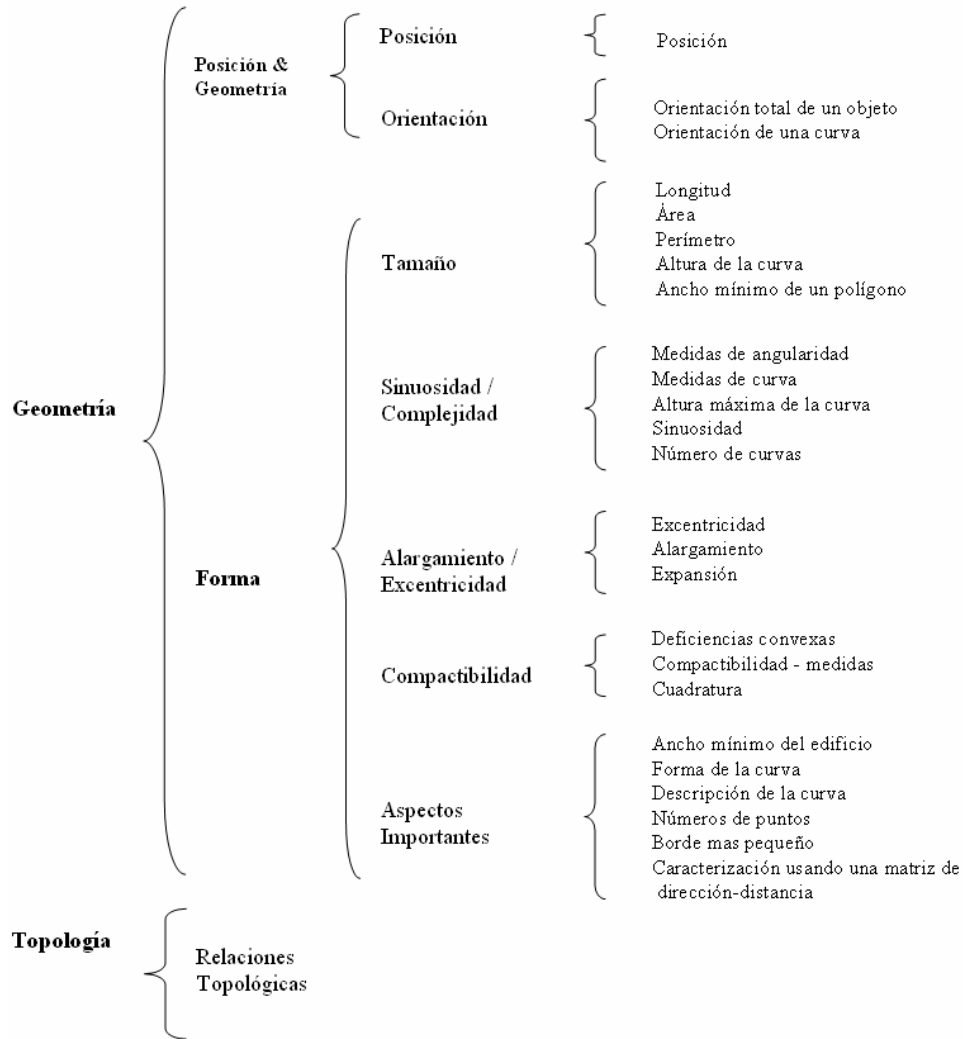 Geometría
Posición &
Geometría
Posición
Posición
Orientación
Orientación total de un objeto
Orientación de una curva
Forma
Tamaño
Longitud
Área
Perímetro
Altura de la curva
Ancho mínimo de un polígono
Sinuosidad /
Complejidad
Medidas de angularidad
Medidas de curva
Altura máxima de la curva
Sinuosidad
Número de curvas
Alargamiento /
Excentricidad
Excentricidad
Alargamiento
Expansión
Compactibilidad
Deficiencias convexas
Compactibilidad - medidas
Cuadratura
Aspectos
Importantes
Ancho mínimo del edificio
Forma de la curva
Descripción de la curva
Números de puntos
Borde mas pequeño
Caracterización usando una matriz de
dirección-distancia
Topología
Relaciones
Topológicas